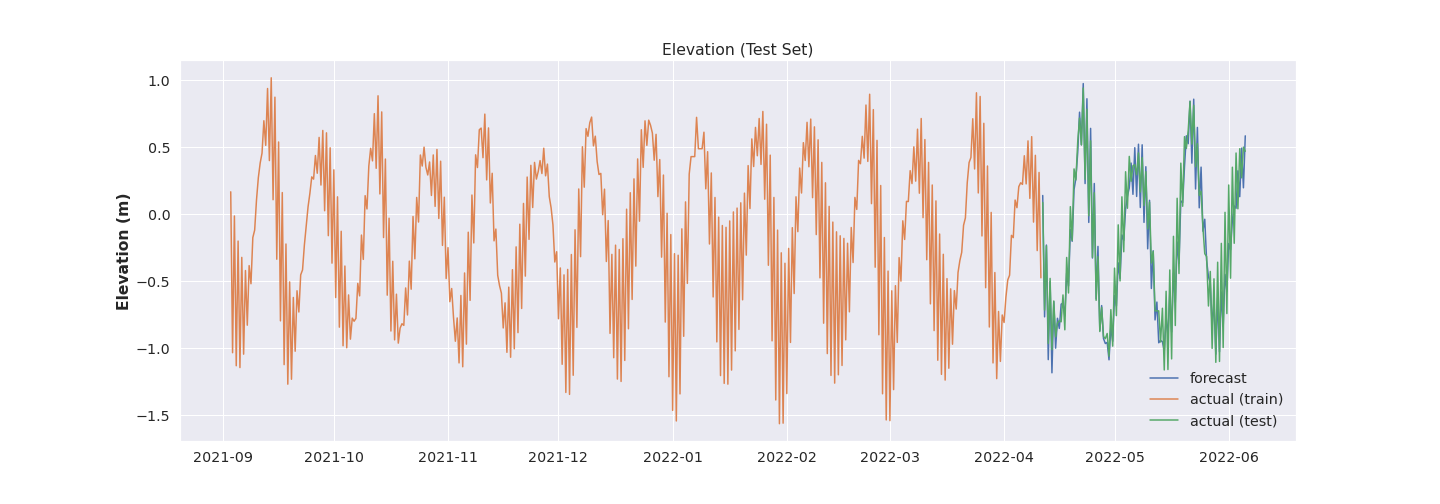 Elevation (Test Set)
Elevation (m)
1.0
0.5
0.0
−0.5
−1.0
−1.5
2021-09 2021-10 2021-11 2021-12 2022-01 2022-02 2022-03 2022-04 2022-05 2022-06
forecast
actual (train)
actual (test)